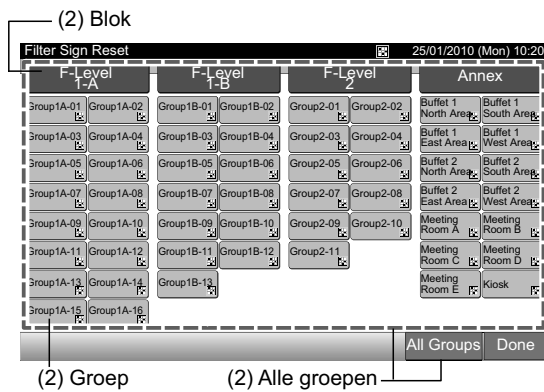 (2) Blok
Filter Sign Reset 25/01/2010 (Mon) 10:20
F-Level 1-A
F-Level 1-B
F-Level 2
Annex
Group1A-01 Group1A-02 Group1B-01 Group1B-02 Group2-01 Group2-02 Buffet 1 North Area Buffet 1 South Area
Group1A-03 Group1A-04 Group1B-03 Group1B-04 Group2-03 Group2-04 Buffet 1 East Area Buffet 1 West Area
Group1A-05 Group1A-06 Group1B-05 Group1B-06 Group2-05 Group2-06 Buffet 2 North Area Buffet 2 South Area
Group1A-07 Group1A-08 Group1B-07 Group1B-08 Group2-07 Group2-08 Buffet 2 East Area Buffet 2 West Area
Group1A-09 Group1A-10 Group1B-09 Group1B-10 Group2-09 Group2-10 Meeting Room A Meeting Room B
Group1A-11 Group1A-12 Group1B-11 Group1B-12 Group2-11 Meeting Room C Meeting Room D
Group1A-13 Group1A-14 Group1B-13 Meeting Room E Kiosk
Group1A-15 Group1A-16
All Groups Done
(2) Groep (2) Alle groepen